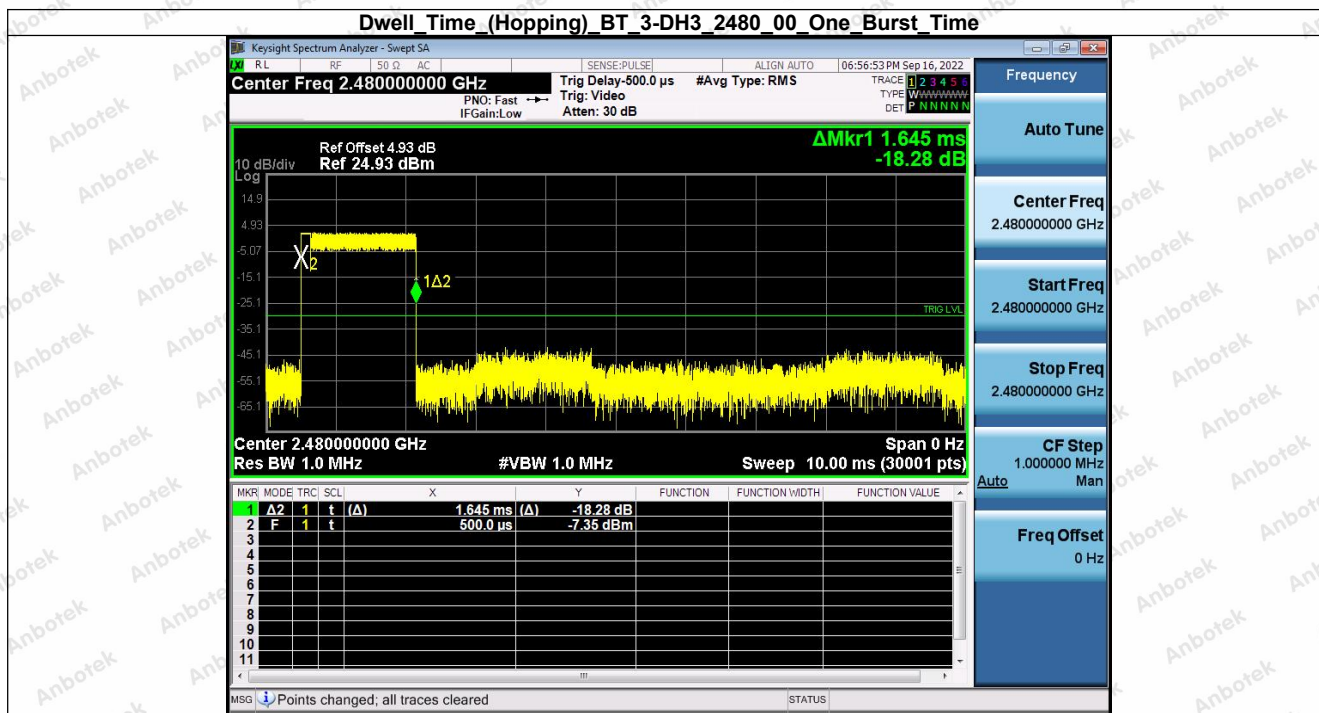 Dwell_Time_(Hopping)_BT_3-DH3_2480_00_One_Burst_Time
Keysight Spectrum Analyzer - Swept SA
LXI RL RF 50 Ω AC SENSE:PULSE ALIGN AUTO 06:56:53 PM Sep 16, 2022
Center Freq 2.480000000 GHz
PNO: Fast
IFGain:Low
Trig Delay-500.0 µs
Trig: Video
Atten: 30 dB
#Avg Type: RMS
TRACE 1 2 3 4 5 6
TYPE WWWWWW
DET P N N N N N
ΔMkr1 1.645 ms
-18.28 dB
Ref Offset 4.93 dB
10 dB/div Ref 24.93 dBm
Log
14.9
4.93
-5.07
-15.1
-25.1
-35.1
-45.1
-55.1
-65.1
X2
1Δ2
TRIG LVL
Center 2.480000000 GHz Span 0 Hz
Res BW 1.0 MHz #VBW 1.0 MHz Sweep 10.00 ms (30001 pts)
MKR MODE TRC SCL X Y FUNCTION FUNCTION WIDTH FUNCTION VALUE
1 Δ2 1 t (Δ) 1.645 ms (Δ) -18.28 dB
2 F 1 t 500.0 µs -7.35 dBm
3
4
5
6
7
8
9
10
11
MSG Points changed; all traces cleared STATUS
Frequency
Auto Tune
Center Freq
2.480000000 GHz
Start Freq
2.480000000 GHz
Stop Freq
2.480000000 GHz
CF Step
1.000000 MHz
Auto Man
Freq Offset
0 Hz
Anbotek